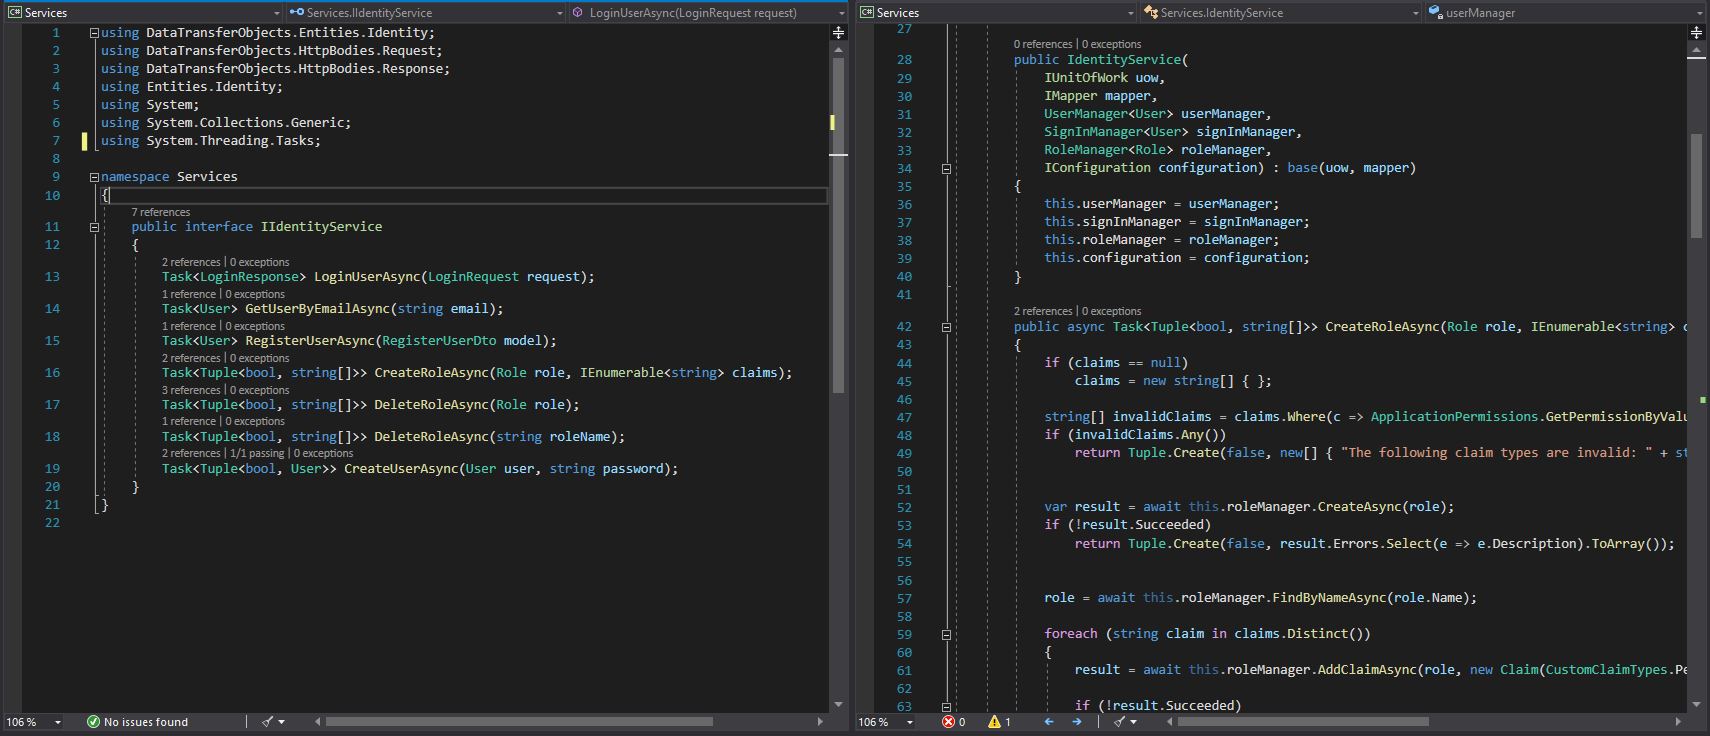 C# Services
Services.IIdentityService
LoginUserAsync(LoginRequest request)
1 using DataTransferObjects.Entities.Identity;
2 using DataTransferObjects.HttpBodies.Request;
3 using DataTransferObjects.HttpBodies.Response;
4 using Entities.Identity;
5 using System;
6 using System.Collections.Generic;
7 using System.Threading.Tasks;
8
9 namespace Services
10 {
7 references
11 public interface IIdentityService
12 {
2 references | 0 exceptions
13 Task<LoginResponse> LoginUserAsync(LoginRequest request);
1 reference | 0 exceptions
14 Task<User> GetUserByEmailAsync(string email);
1 reference | 0 exceptions
15 Task<User> RegisterUserAsync(RegisterUserDto model);
2 references | 0 exceptions
16 Task<Tuple<bool, string[]>> CreateRoleAsync(Role role, IEnumerable<string> claims);
3 references | 0 exceptions
17 Task<Tuple<bool, string[]>> DeleteRoleAsync(Role role);
1 reference | 0 exceptions
18 Task<Tuple<bool, string[]>> DeleteRoleAsync(string roleName);
2 references | 1/1 passing | 0 exceptions
19 Task<Tuple<bool, User>> CreateUserAsync(User user, string password);
20 }
21 }
22
106 %
No issues found
C# Services
Services.IdentityService
userManager
27
0 references | 0 exceptions
28 public IdentityService(
29 IUnitOfWork uow,
30 IMapper mapper,
31 UserManager<User> userManager,
32 SignInManager<User> signInManager,
33 RoleManager<Role> roleManager,
34 IConfiguration configuration) : base(uow, mapper)
35 {
36 this.userManager = userManager;
37 this.signInManager = signInManager;
38 this.roleManager = roleManager;
39 this.configuration = configuration;
40 }
41
2 references | 0 exceptions
42 public async Task<Tuple<bool, string[]>> CreateRoleAsync(Role role, IEnumerable<string> c
43 {
44 if (claims == null)
45 claims = new string[] { };
46
47 string[] invalidClaims = claims.Where(c => ApplicationPermissions.GetPermissionByValu
48 if (invalidClaims.Any())
49 return Tuple.Create(false, new[] { "The following claim types are invalid: " + st
50
51
52 var result = await this.roleManager.CreateAsync(role);
53 if (!result.Succeeded)
54 return Tuple.Create(false, result.Errors.Select(e => e.Description).ToArray());
55
56
57 role = await this.roleManager.FindByNameAsync(role.Name);
58
59 foreach (string claim in claims.Distinct())
60 {
61 result = await this.roleManager.AddClaimAsync(role, new Claim(CustomClaimTypes.Pe
62
63 if (!result.Succeeded)
106 %
0
1